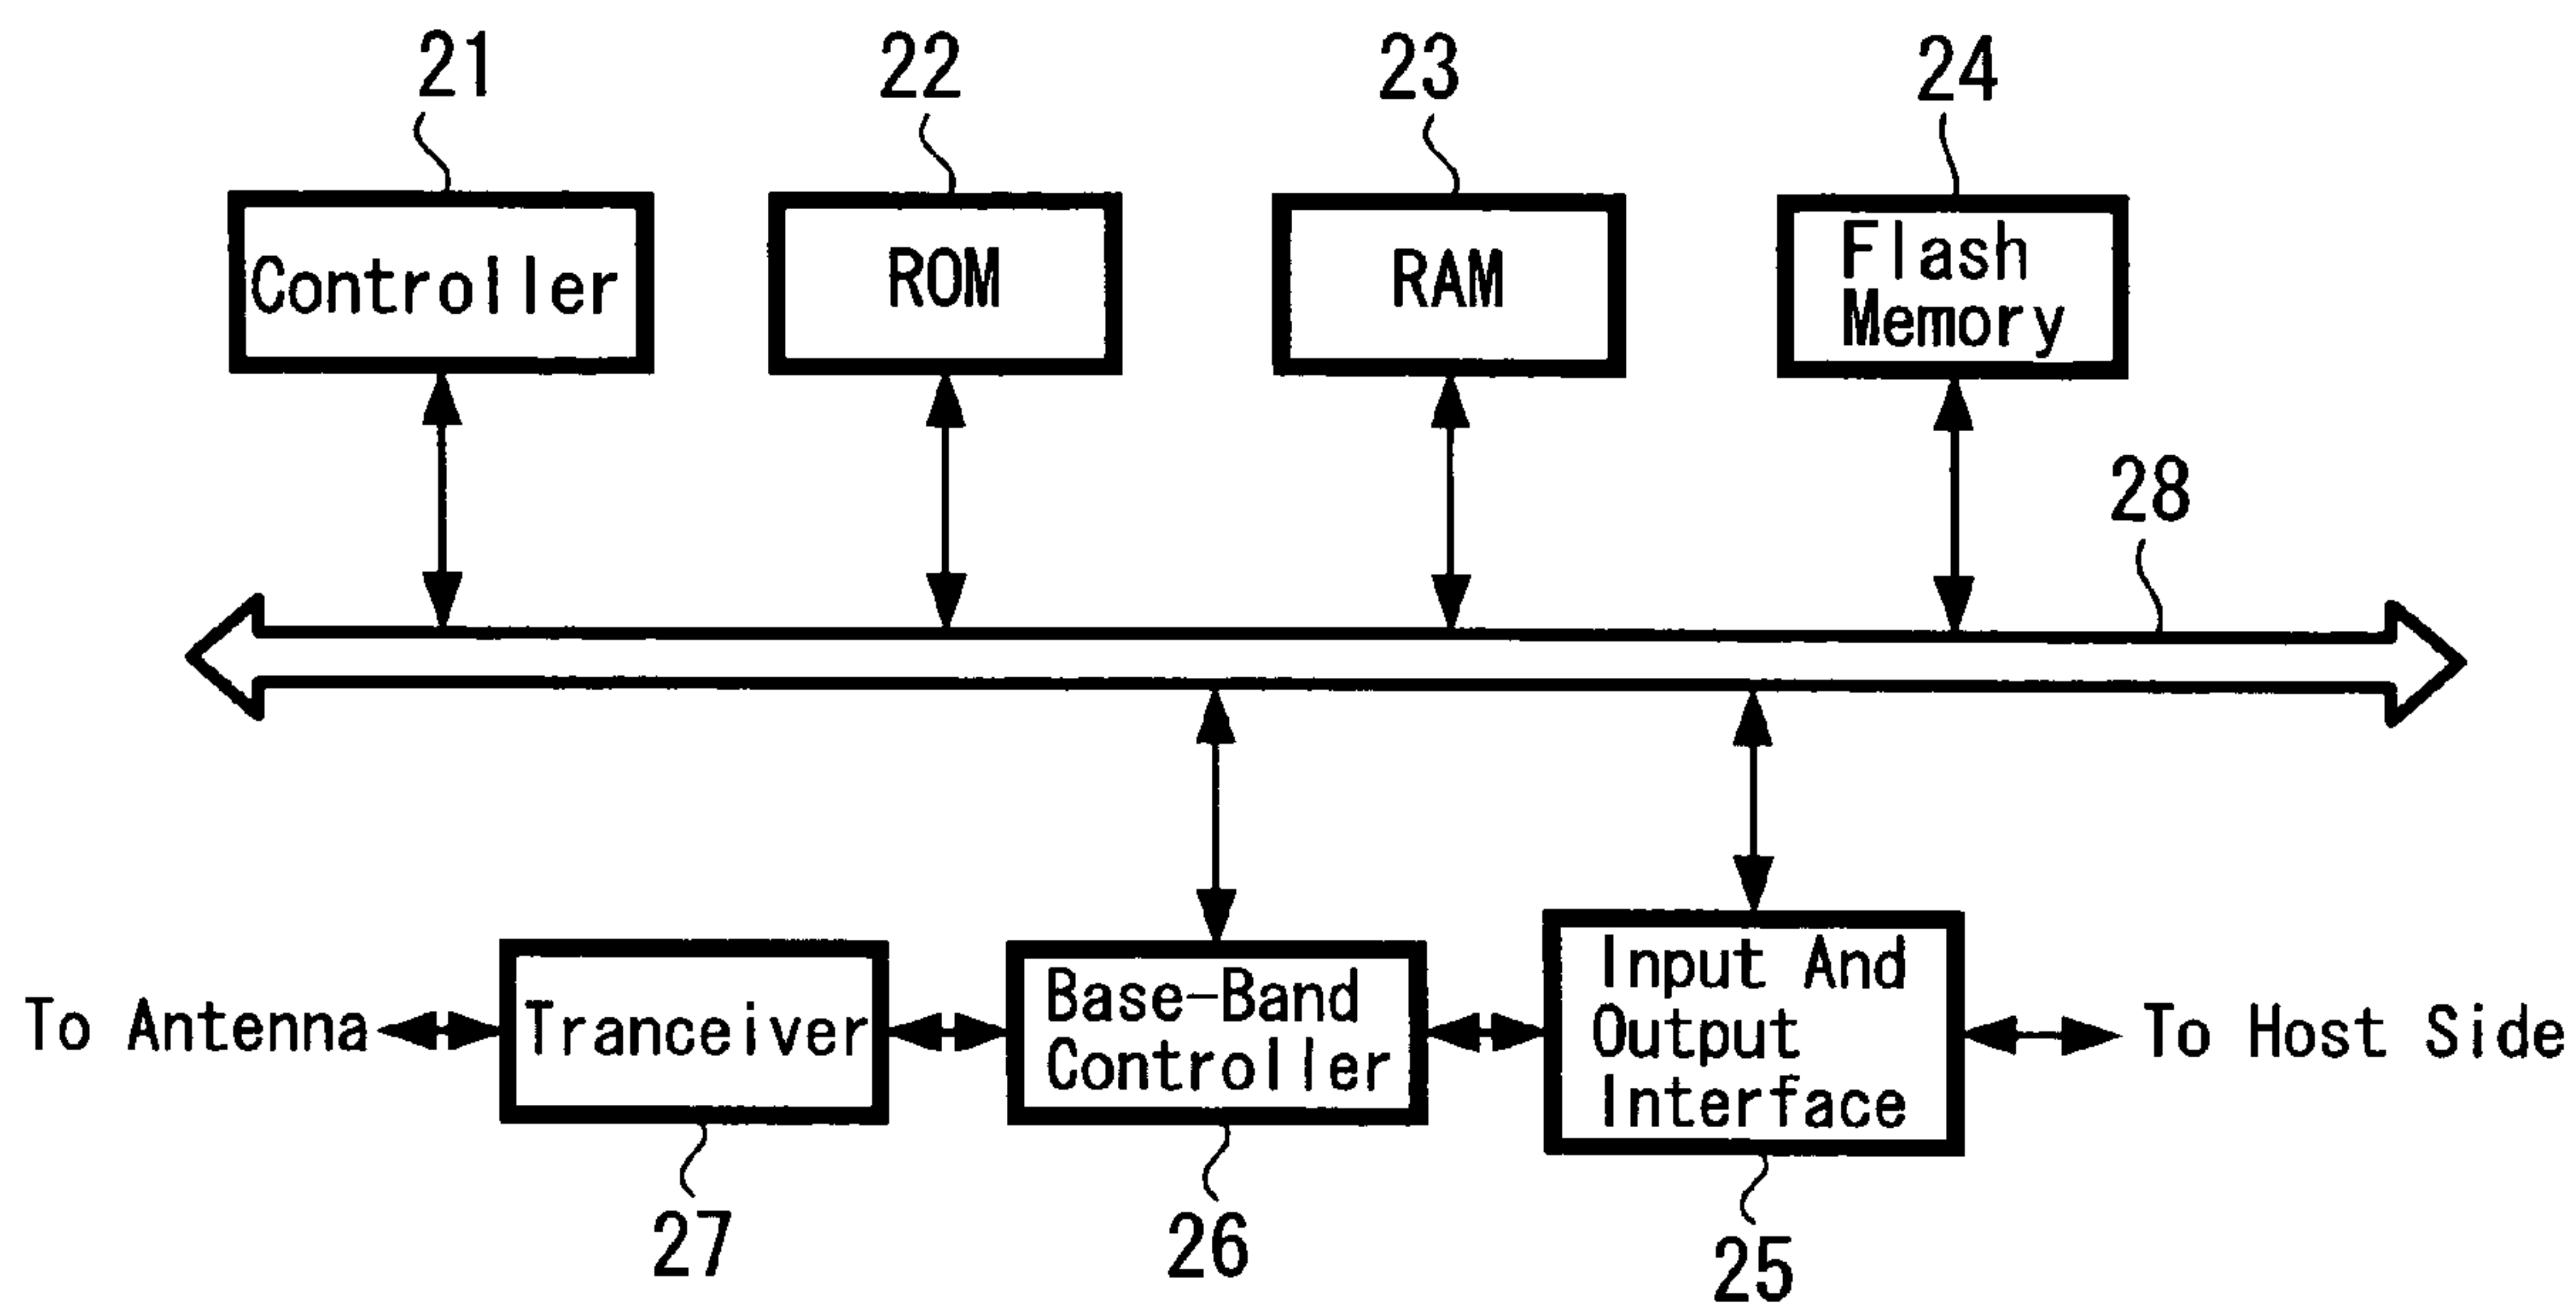 21
22
23
24
Controller
ROM
RAM
Flash
Memory
28
To Antenna
Tranceiver
Base-Band
Controller
Input And
Output
Interface
To Host Side
27
26
25